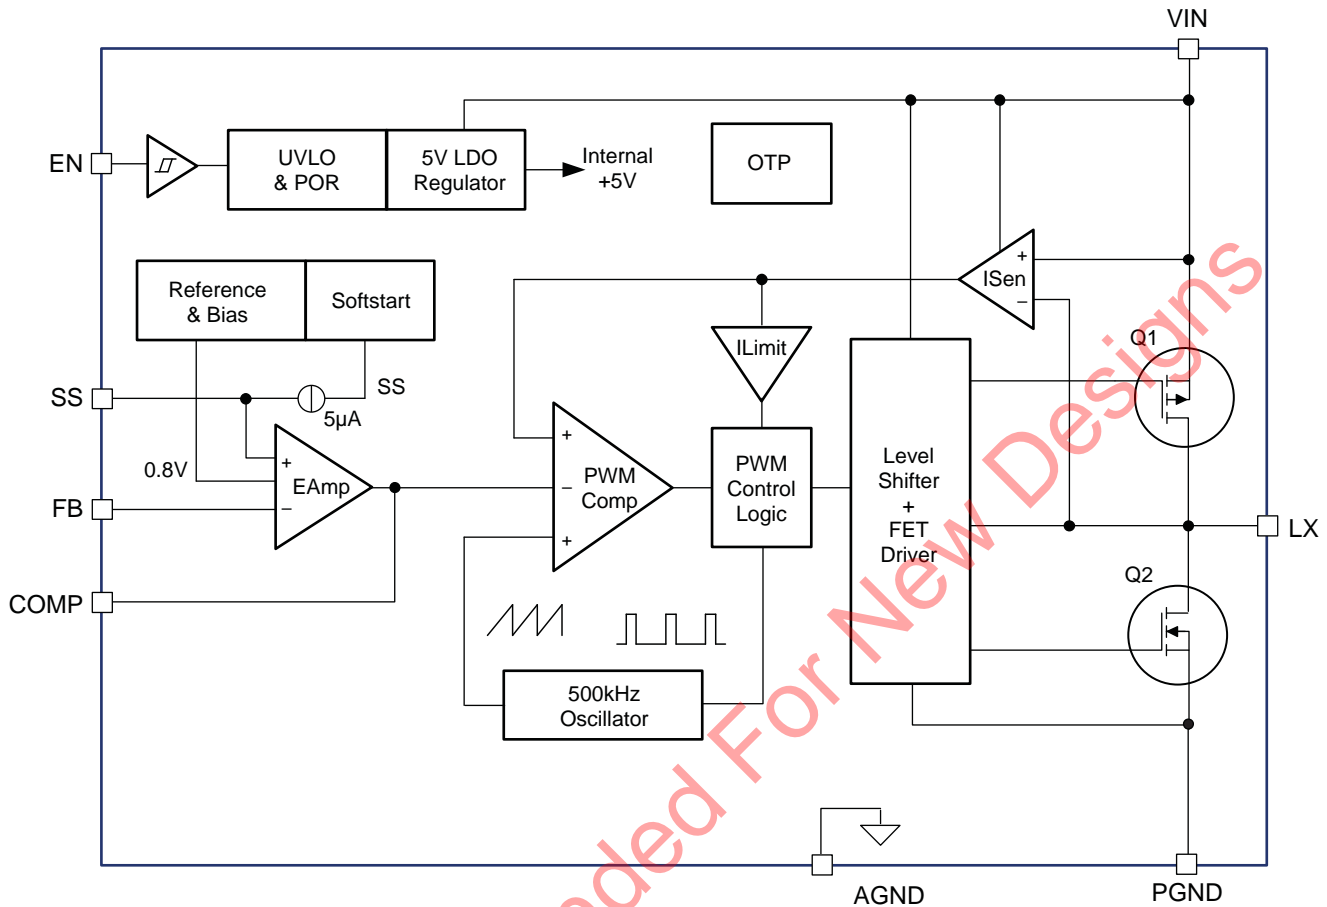 VIN
EN
UVLO
& POR
5V LDO
Regulator
Internal
+5V
OTP
Reference
& Bias
Softstart
+
ISen
−
ILimit
Q1
SS
SS
5µA
0.8V
+
EAmp
−
FB
COMP
+
PWM
Comp
−
+
PWM
Control
Logic
Level
Shifter
+
FET
Driver
LX
Q2
500kHz
Oscillator
AGND
PGND
ded For New Designs